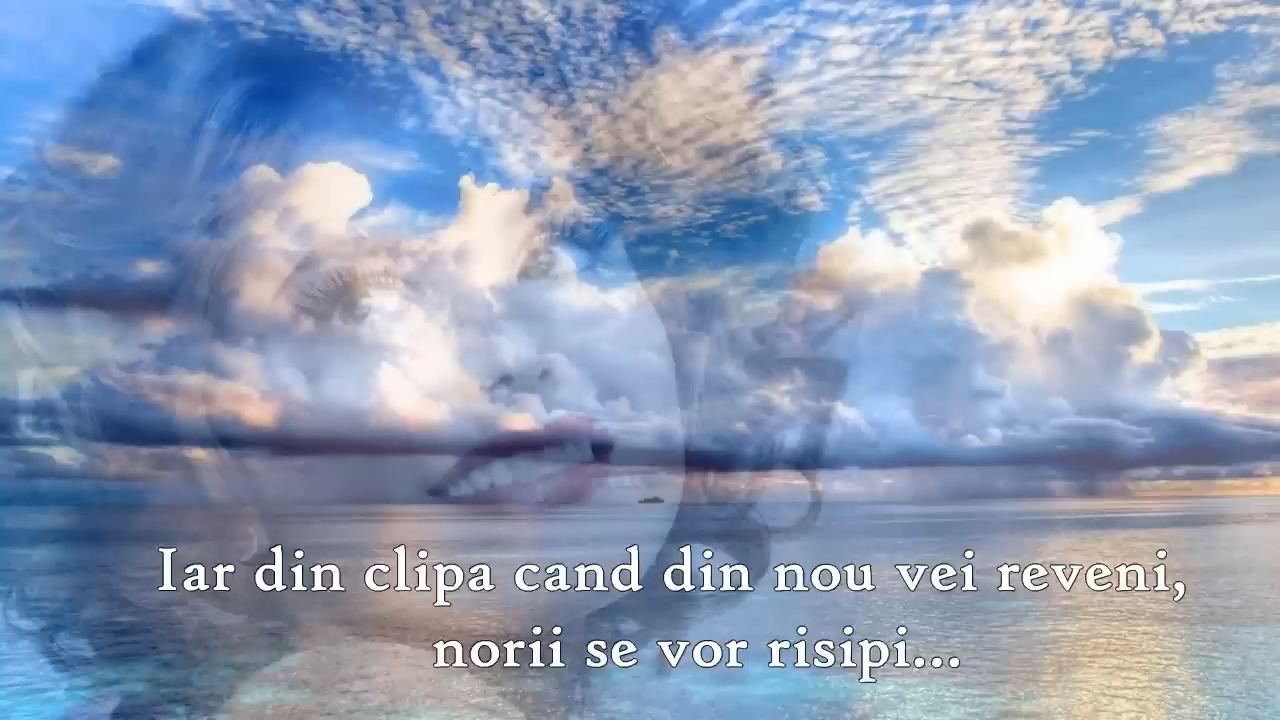 Iar din clipa cand din nou vei reveni,
norii se vor risipi...